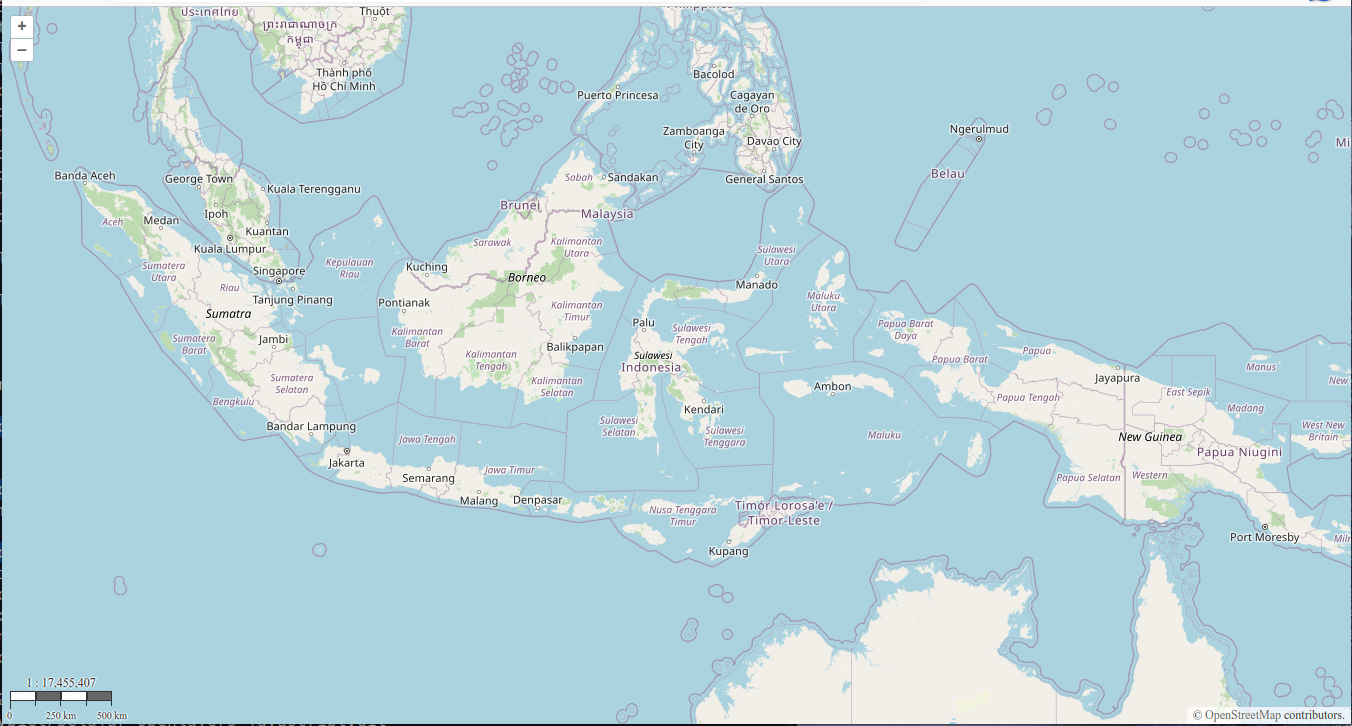 +
−
ประเทศไทย
ព្រះរាជាណាចក្រ
កម្ពុជា
Thuột
Thành phố
Hồ Chí Minh
Philippines
Bacolod
Puerto Princesa
Cagayan
de Oro
Zamboanga
City
Davao City
General Santos
Ngerulmud
Belau
Mi
Banda Aceh
George Town
Kuala Terengganu
Sabah
Sandakan
Aceh
Medan
Ipoh
Kuantan
Brunei
Malaysia
Kuala Lumpur
Sarawak
Kalimantan
Utara
Sulawesi
Utara
Sumatera
Utara
Singapore
Kepulauan
Riau
Kuching
Borneo
Manado
Riau
Tanjung Pinang
Pontianak
Kalimantan
Timur
Maluku
Utara
Sumatra
Palu
Sulawesi
Tengah
Papua Barat
Daya
Sumatera
Barat
Jambi
Kalimantan
Barat
Balikpapan
Kalimantan
Tengah
Sulawesi
Indonesia
Papua Barat
Papua
Manus
Sumatera
Selatan
Kalimantan
Selatan
Ambon
Jayapura
New
Bengkulu
Papua Tengah
East Sepik
Kendari
Madang
Bandar Lampung
Sulawesi
Selatan
Sulawesi
Tenggara
Maluku
New Guinea
West New
Britain
Jawa Tengah
Papua Niugini
Jakarta
Jawa Timur
Semarang
Papua Selatan
Western
Malang
Denpasar
Nusa Tenggara
Timur
Timór Lorosa'e /
Timor-Leste
Kupang
Port Moresby
Miln
1 : 17,455,407
0 250 km 500 km
© OpenStreetMap contributors.